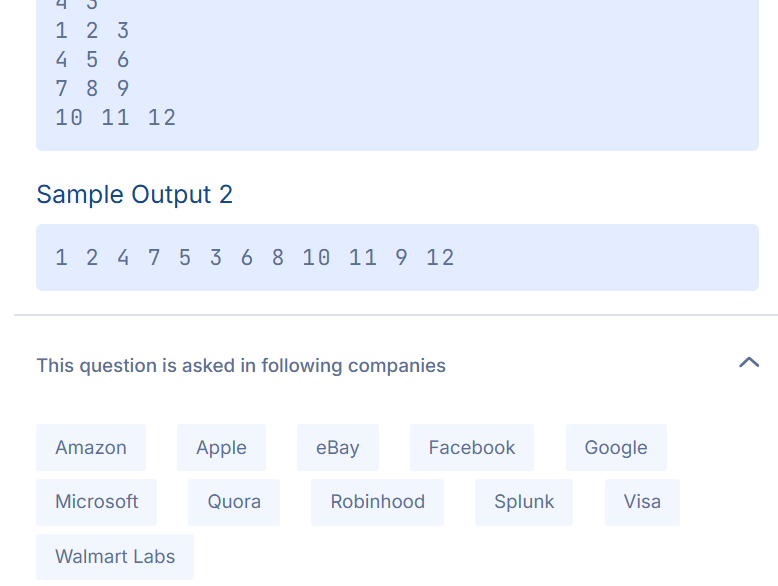 4 3
1 2 3
4 5 6
7 8 9
10 11 12
Sample Output 2
1 2 4 7 5 3 6 8 10 11 9 12
This question is asked in following companies
Amazon Apple eBay Facebook Google
Microsoft Quora Robinhood Splunk Visa
Walmart Labs